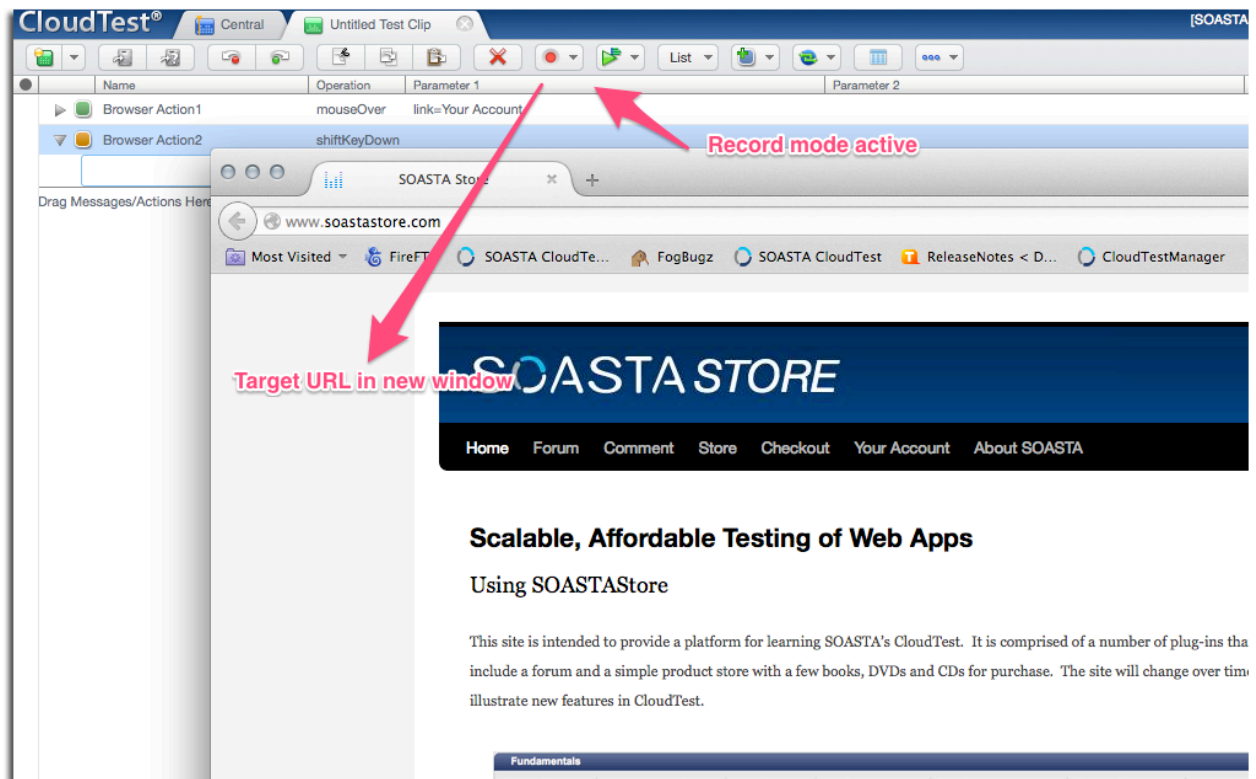 CloudTest® Central Untitled Test Clip [SOASTA
List
Name Operation Parameter 1 Parameter 2
Browser Action1 mouseOver link=Your Account
Record mode active
Browser Action2 shiftKeyDown
SOASTA Store
Drag Messages/Actions Here
www.soastastore.com
Most Visited FireFT SOASTA CloudTe... FogBugz SOASTA CloudTest ReleaseNotes < D... CloudTestManager
SOASTA STORE
Target URL in new window
Home Forum Comment Store Checkout Your Account About SOASTA
Scalable, Affordable Testing of Web Apps
Using SOASTAStore
This site is intended to provide a platform for learning SOASTA's CloudTest. It is comprised of a number of plug-ins tha
include a forum and a simple product store with a few books, DVDs and CDs for purchase. The site will change over tim
illustrate new features in CloudTest.
Fundamentals